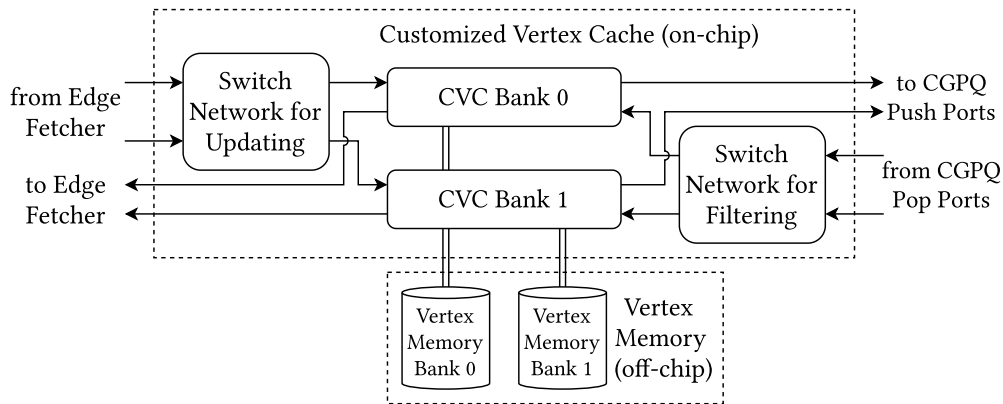 Customized Vertex Cache (on-chip)
from Edge
Fetcher
Switch
Network for
Updating
CVC Bank 0
to CGPQ
Push Ports
to Edge
Fetcher
CVC Bank 1
Switch
Network for
Filtering
from CGPQ
Pop Ports
Vertex
Memory
Bank 0
Vertex
Memory
Bank 1
Vertex
Memory
(off-chip)